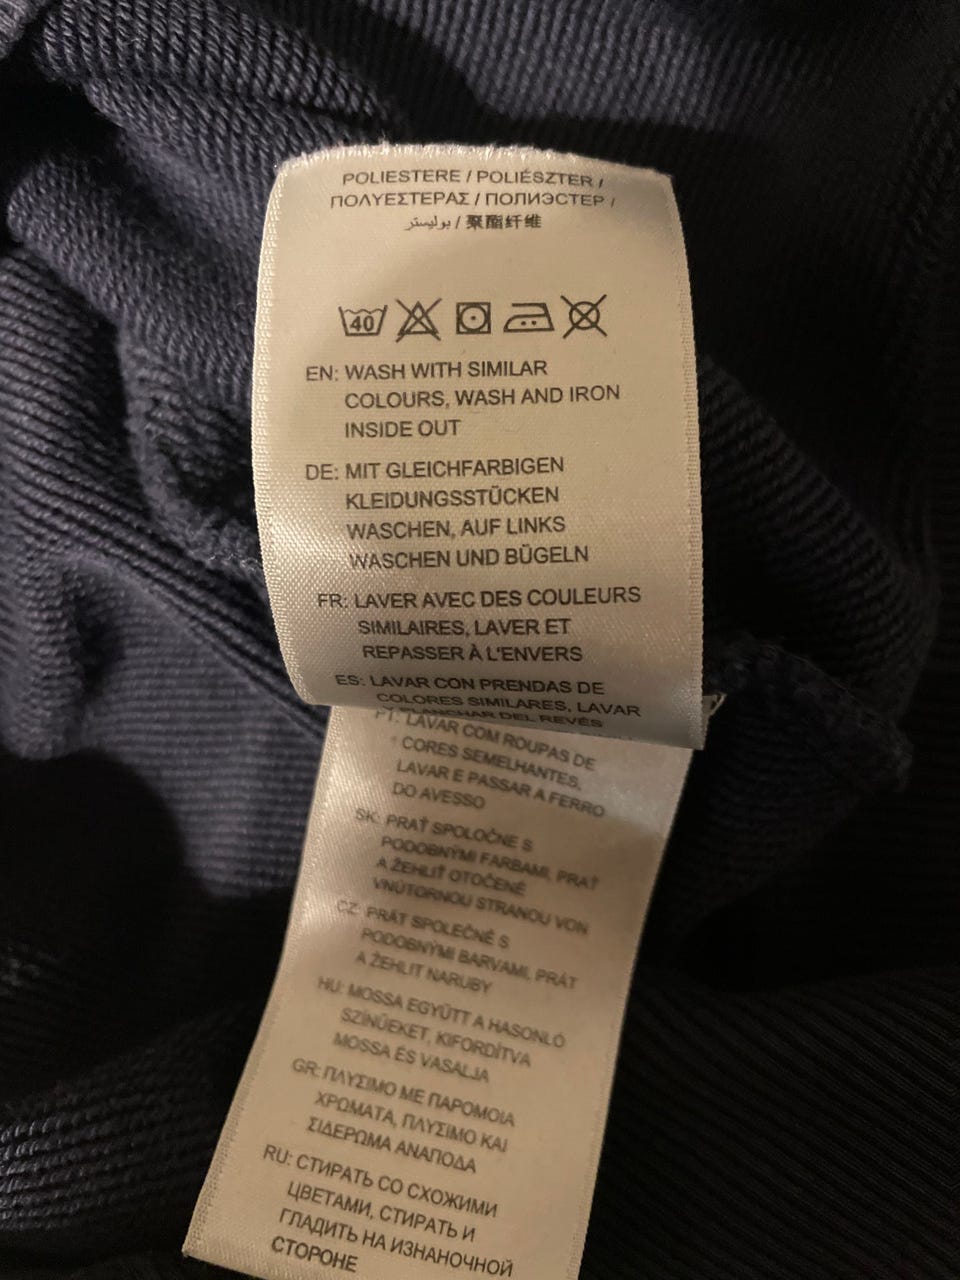 POLIESTERE / POLIÉSZTER /
ΠΟΛΥΕΣΤΕΡΑΣ / ПОЛИЭСТЕР /
بوليستر / 聚酯纤维
40
EN: WASH WITH SIMILAR
COLOURS, WASH AND IRON
INSIDE OUT
DE: MIT GLEICHFARBIGEN
KLEIDUNGSSTÜCKEN
WASCHEN, AUF LINKS
WASCHEN UND BÜGELN
FR: LAVER AVEC DES COULEURS
SIMILAIRES, LAVER ET
REPASSER À L'ENVERS
ES: LAVAR CON PRENDAS DE
COLORES SIMILARES, LAVAR
Y PLANCHAR DEL REVÉS
PT: LAVAR COM ROUPAS DE
CORES SEMELHANTES,
LAVAR E PASSAR A FERRO
DO AVESSO
SK: PRAŤ SPOLOČNE S
PODOBNÝMI FARBAMI, PRAŤ
A ŽEHLIŤ OTOČENÉ
VNÚTORNOU STRANOU VON
CZ: PRÁT SPOLEČNĚ S
PODOBNÝMI BARVAMI, PRÁT
A ŽEHLIT NARUBY
HU: MOSSA EGYÜTT A HASONLÓ
SZÍNŰEKET, KIFORDÍTVA
MOSSA ÉS VASALJA
GR: ΠΛΥΣΙΜΟ ΜΕ ΠΑΡΟΜΟΙΑ
ΧΡΩΜΑΤΑ, ΠΛΥΣΙΜΟ ΚΑΙ
ΣΙΔΕΡΩΜΑ ΑΝΑΠΟΔΑ
RU: СТИРАТЬ СО СХОЖИМИ
ЦВЕТАМИ, СТИРАТЬ И
ГЛАДИТЬ НА ИЗНАНОЧНОЙ
СТОРОНЕ